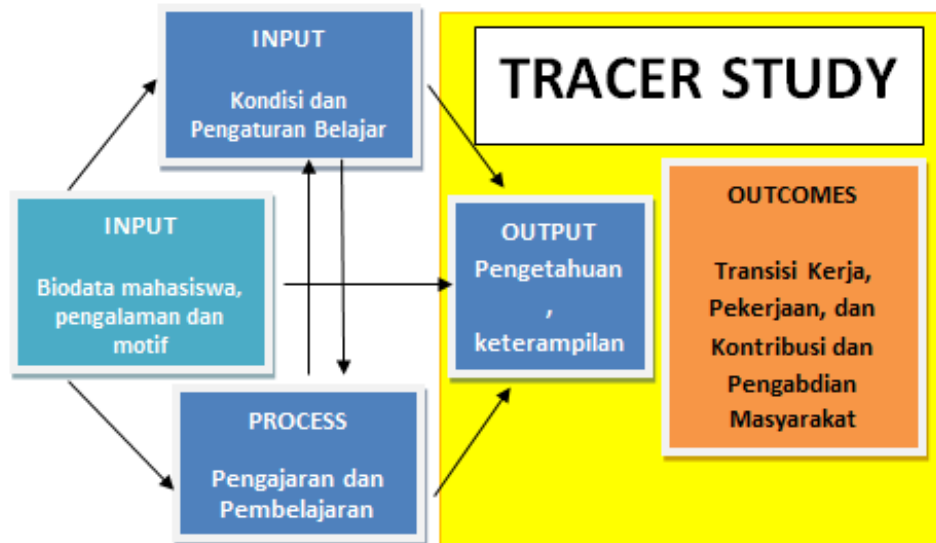 INPUT
Kondisi dan
Pengaturan Belajar
TRACER STUDY
INPUT
Biodata mahasiswa,
pengalaman dan
motif
OUTPUT
Pengetahuan
,
keterampilan
OUTCOMES
Transisi Kerja,
Pekerjaan, dan
Kontribusi dan
Pengabdian
Masyarakat
PROCESS
Pengajaran dan
Pembelajaran